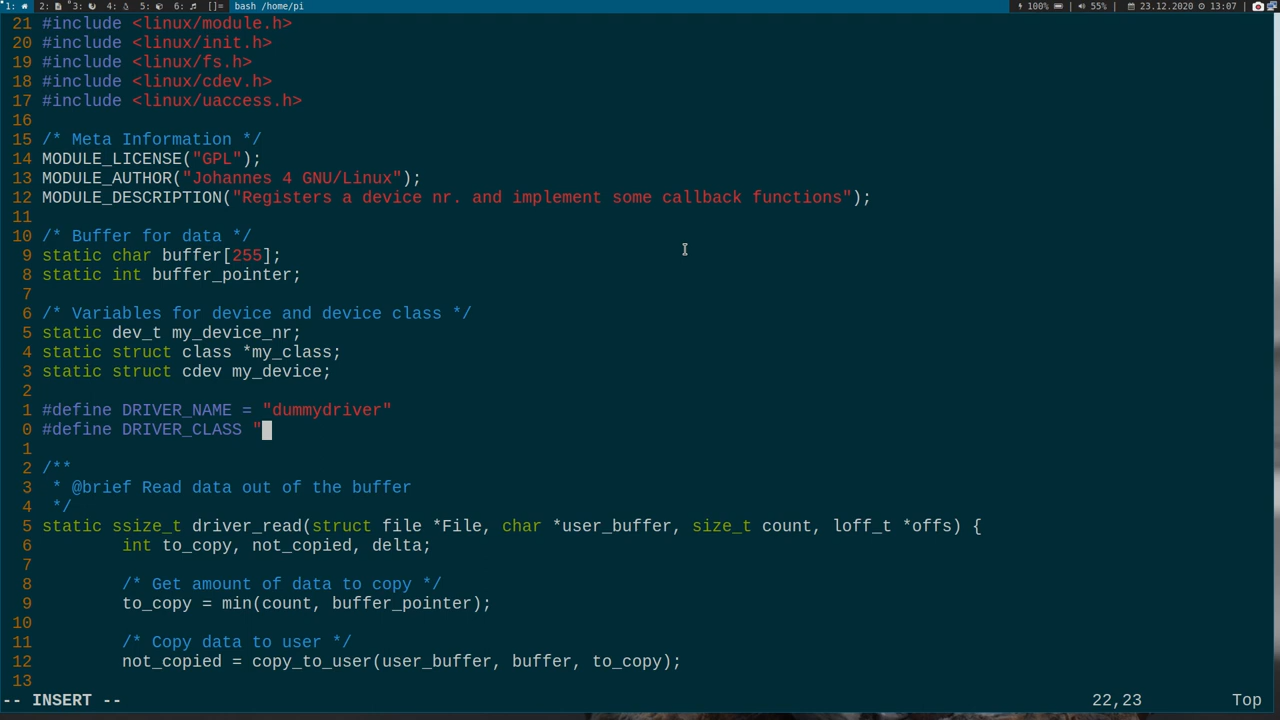 1: 2: 3: 4: 5: 6: []= bash /home/pi 100% 55% 23.12.2020 13:07
21 #include <linux/module.h>
20 #include <linux/init.h>
19 #include <linux/fs.h>
18 #include <linux/cdev.h>
17 #include <linux/uaccess.h>
16
15 /* Meta Information */
14 MODULE_LICENSE("GPL");
13 MODULE_AUTHOR("Johannes 4 GNU/Linux");
12 MODULE_DESCRIPTION("Registers a device nr. and implement some callback functions");
11
10 /* Buffer for data */
9 static char buffer[255];
8 static int buffer_pointer;
7
6 /* Variables for device and device class */
5 static dev_t my_device_nr;
4 static struct class *my_class;
3 static struct cdev my_device;
2
1 #define DRIVER_NAME = "dummydriver"
0 #define DRIVER_CLASS "
1
2 /**
3  * @brief Read data out of the buffer
4  */
5 static ssize_t driver_read(struct file *File, char *user_buffer, size_t count, loff_t *offs) {
6         int to_copy, not_copied, delta;
7
8         /* Get amount of data to copy */
9         to_copy = min(count, buffer_pointer);
10
11         /* Copy data to user */
12         not_copied = copy_to_user(user_buffer, buffer, to_copy);
13
-- INSERT -- 22,23 Top